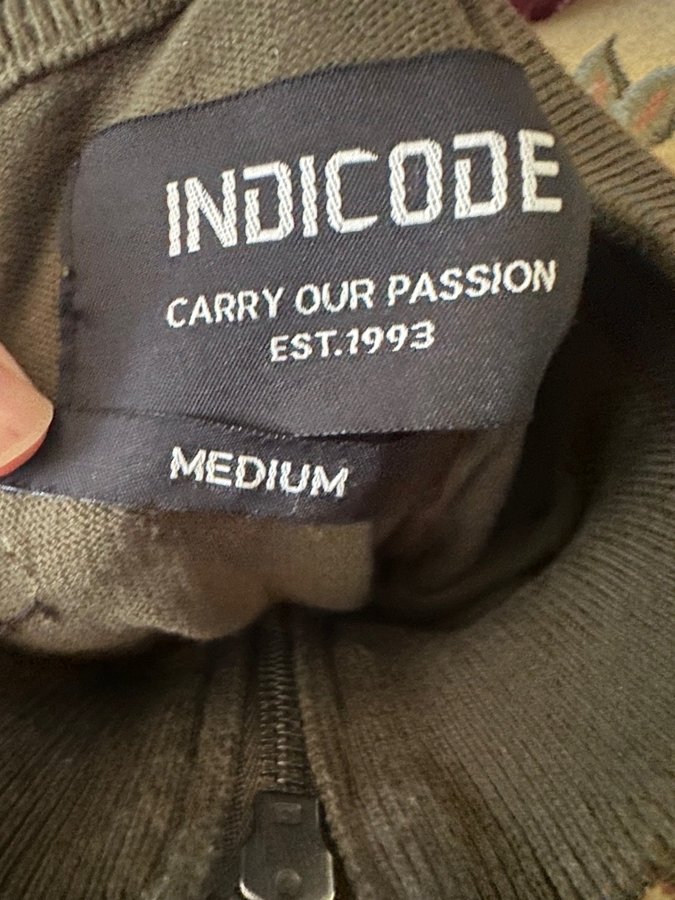 INDICODE
CARRY OUR PASSION
EST.1993
MEDIUM